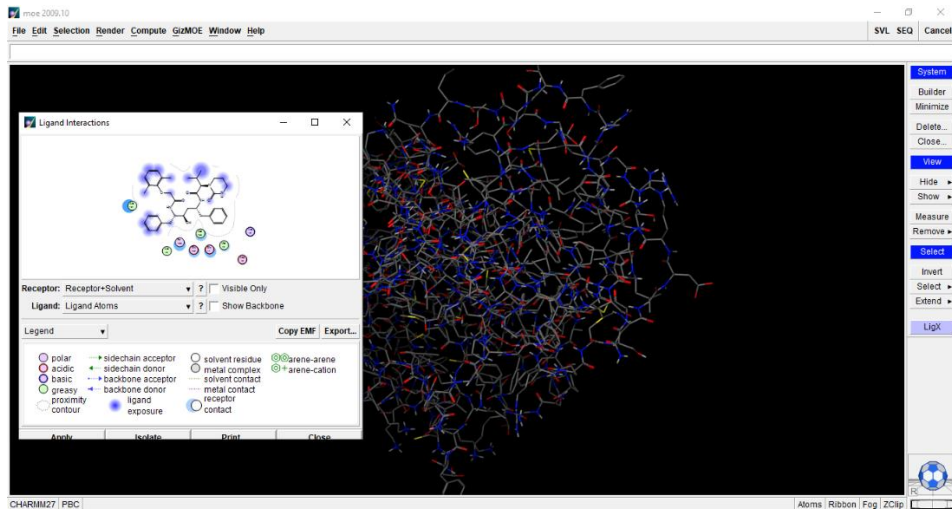 moe 2009.10
File Edit Selection Render Compute GizMOE Window Help
SVL SEQ Cancel
System
Builder
Minimize
Delete...
Close...
View
Hide
Show
Measure
Remove
Select
Invert
Select
Extend
LigX
Ligand Interactions
Receptor: Receptor+Solvent ? Visible Only
Ligand: Ligand Atoms ? Show Backbone
Legend Copy EMF Export...
polar sidechain acceptor solvent residue arene-arene
acidic sidechain donor metal complex arene-cation
basic backbone acceptor solvent contact
greasy backbone donor metal contact
proximity contour ligand exposure receptor contact
Apply Isolate Print Close
CHARMM27 PBC
Atoms Ribbon Fog ZClip